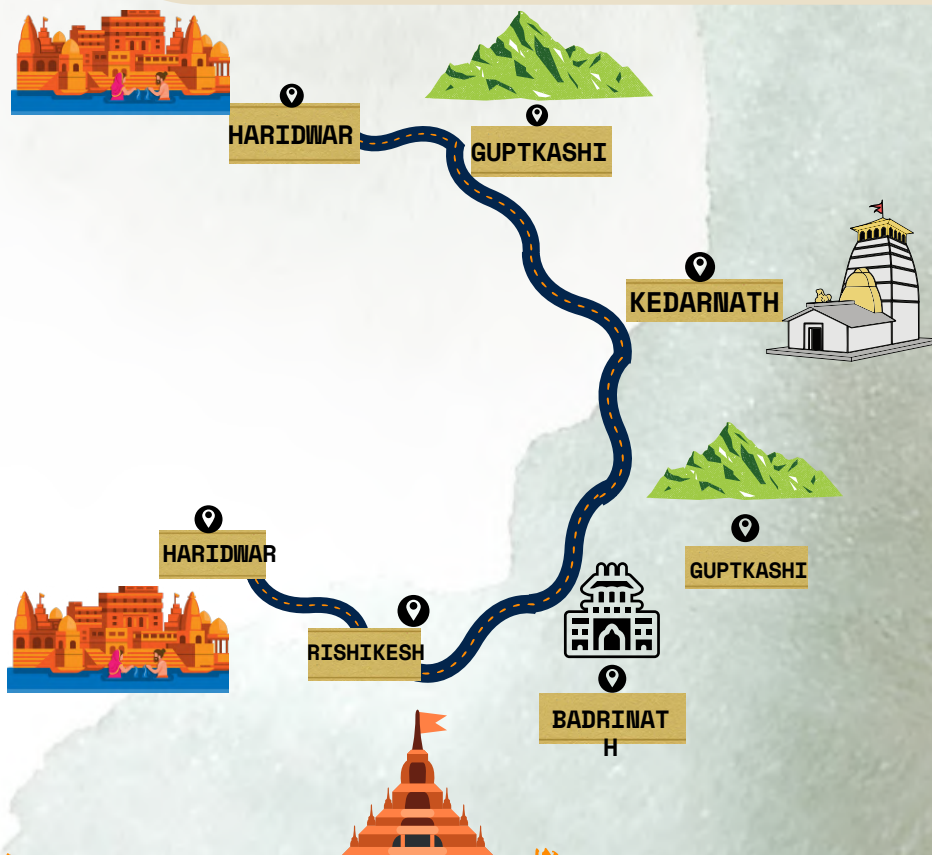 HARIDWAR
GUPTKASHI
KEDARNATH
GUPTKASHI
HARIDWAR
RISHIKESH
BADRINAT
H